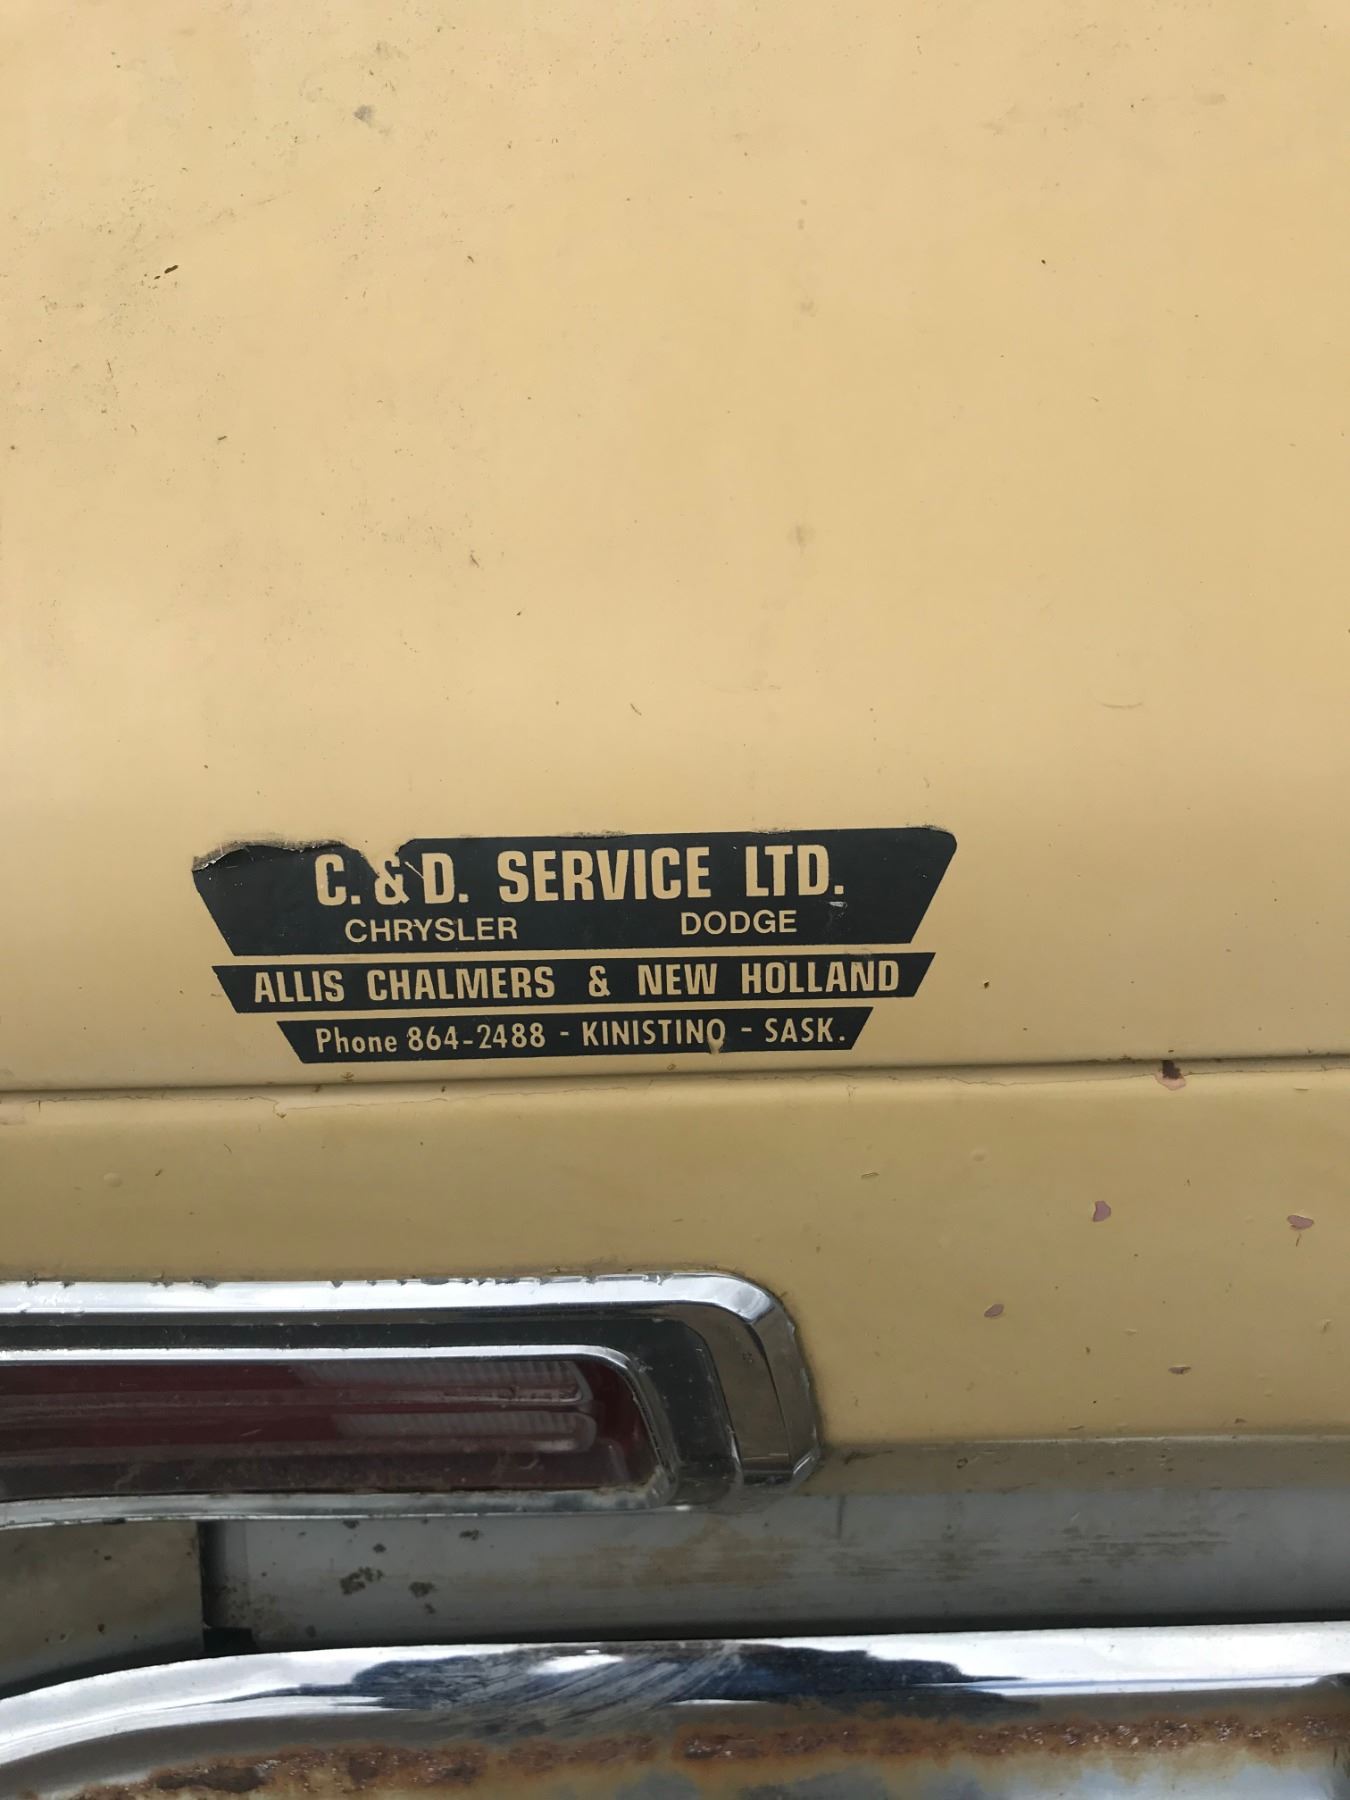 C. & D. SERVICE LTD.
CHRYSLER DODGE
ALLIS CHALMERS & NEW HOLLAND
Phone 864-2488 - KINISTINO - SASK.